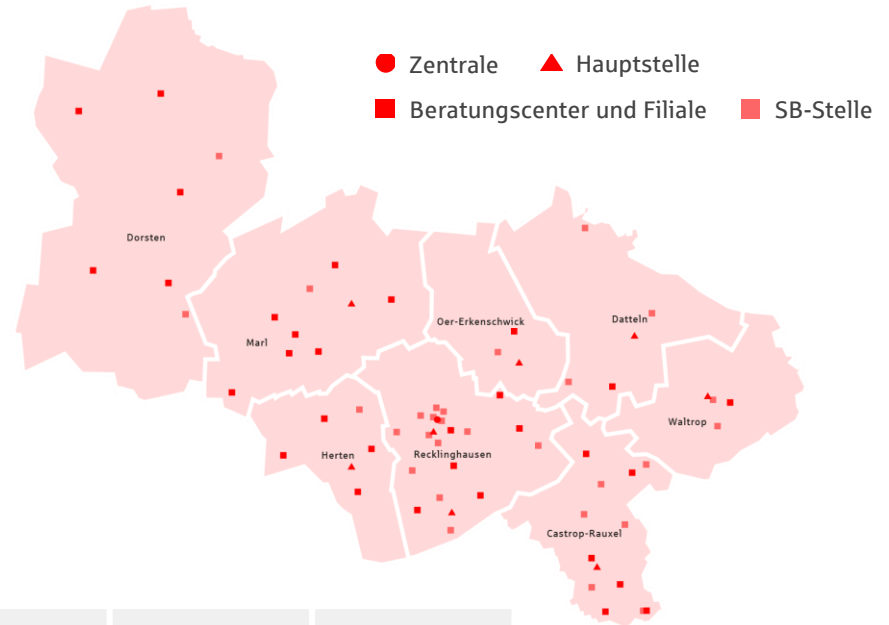 Zentrale Hauptstelle
Beratungscenter und Filiale SB-Stelle
Dorsten
Oer-Erkenschwick
Datteln
Marl
Waltrop
Herten
Recklinghausen
Castrop-Rauxel